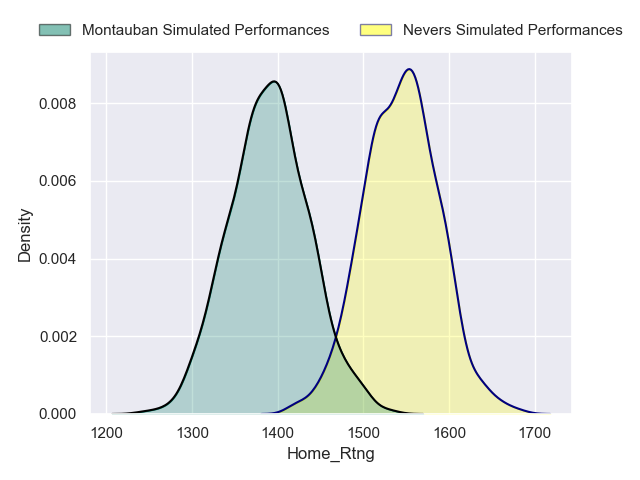 Montauban Simulated Performances Nevers Simulated Performances
0.008
0.006
0.004
0.002
0.000
Density
1200 1300 1400 1500 1600 1700
Home_Rtng